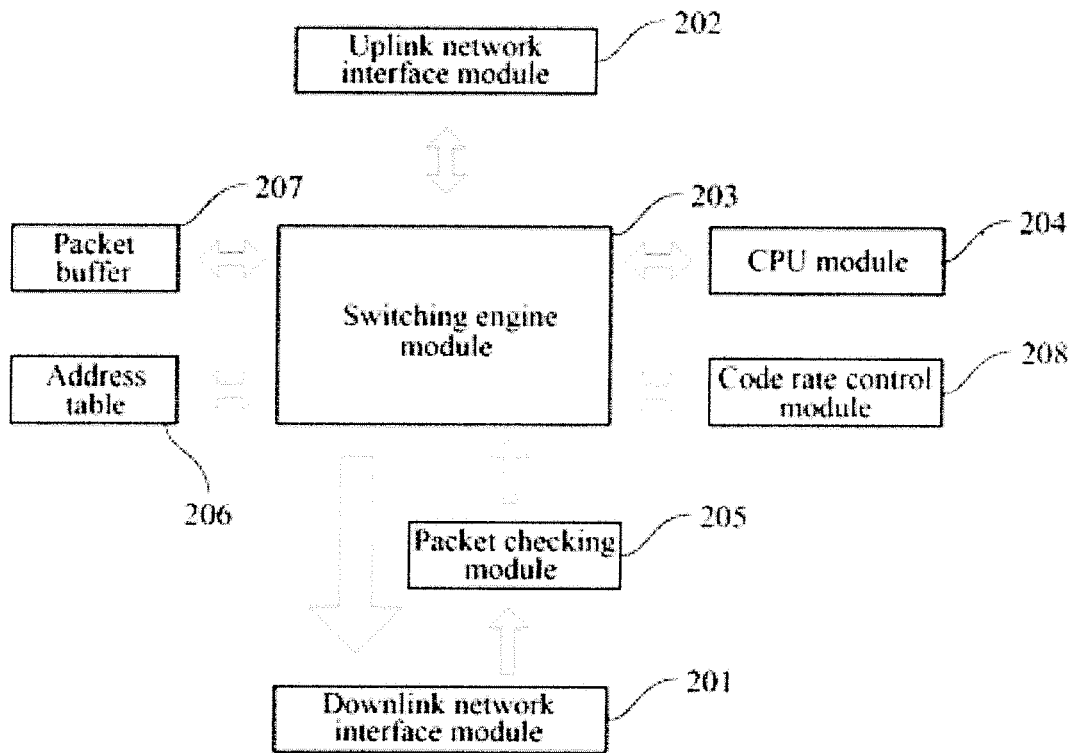 202
Uplink network
interface module
207
203
204
Packet
buffer
CPU module
Switching engine
module
208
Address
table
Code rate control
module
206
205
Packet checking
module
201
Downlink network
interface module